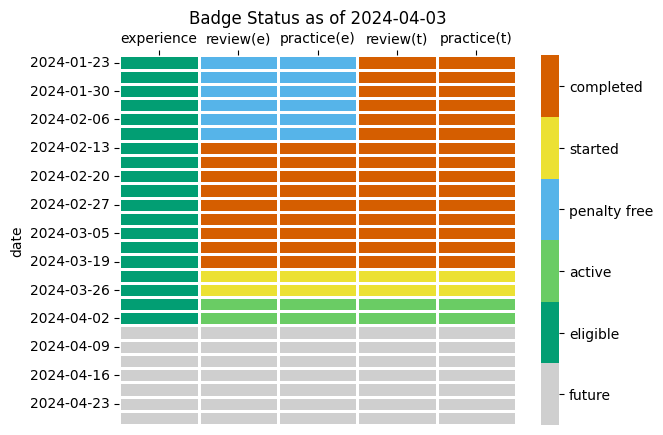 Badge Status as of 2024-04-03
experience review(e) practice(e) review(t) practice(t)
date
2024-01-23
2024-01-30
2024-02-06
2024-02-13
2024-02-20
2024-02-27
2024-03-05
2024-03-19
2024-03-26
2024-04-02
2024-04-09
2024-04-16
2024-04-23
completed
started
penalty free
active
eligible
future